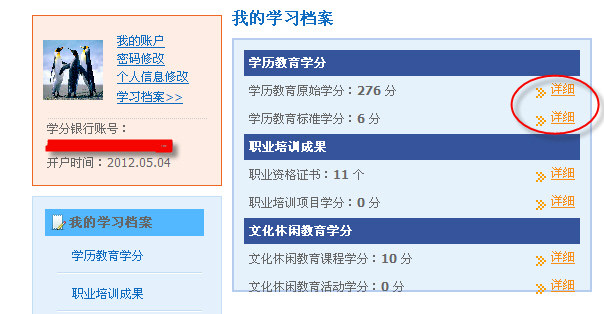 我的账户
密码修改
个人信息修改
学习档案>>
学分银行账号：
开户时间：2012.05.04
我的学习档案
学历教育学分
职业培训成果
我的学习档案
学历教育学分
学历教育原始学分：276 分 详细
学历教育标准学分：6 分 详细
职业培训成果
职业资格证书：11 个 详细
职业培训项目学分：0 分 详细
文化休闲教育学分
文化休闲教育课程学分：10 分 详细
文化休闲教育活动学分：0 分 详细